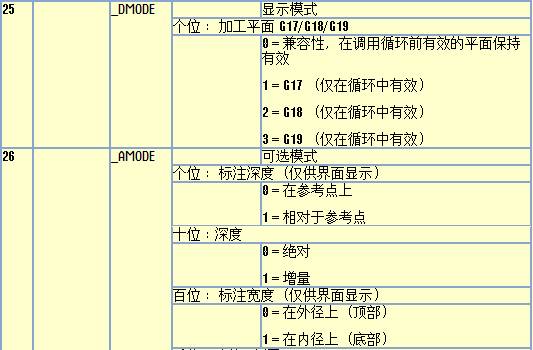 25 _DMODE 显示模式
个位：加工平面 G17/G18/G19
0 = 兼容性，在调用循环前有效的平面保持
有效
1 = G17 （仅在循环中有效）
2 = G18 （仅在循环中有效）
3 = G19 （仅在循环中有效）
26 _AMODE 可选模式
个位：标注深度（仅供界面显示）
0 = 在参考点上
1 = 相对于参考点
十位：深度
0 = 绝对
1 = 增量
百位：标注宽度（仅供界面显示）
0 = 在外径上（顶部）
1 = 在内径上（底部）